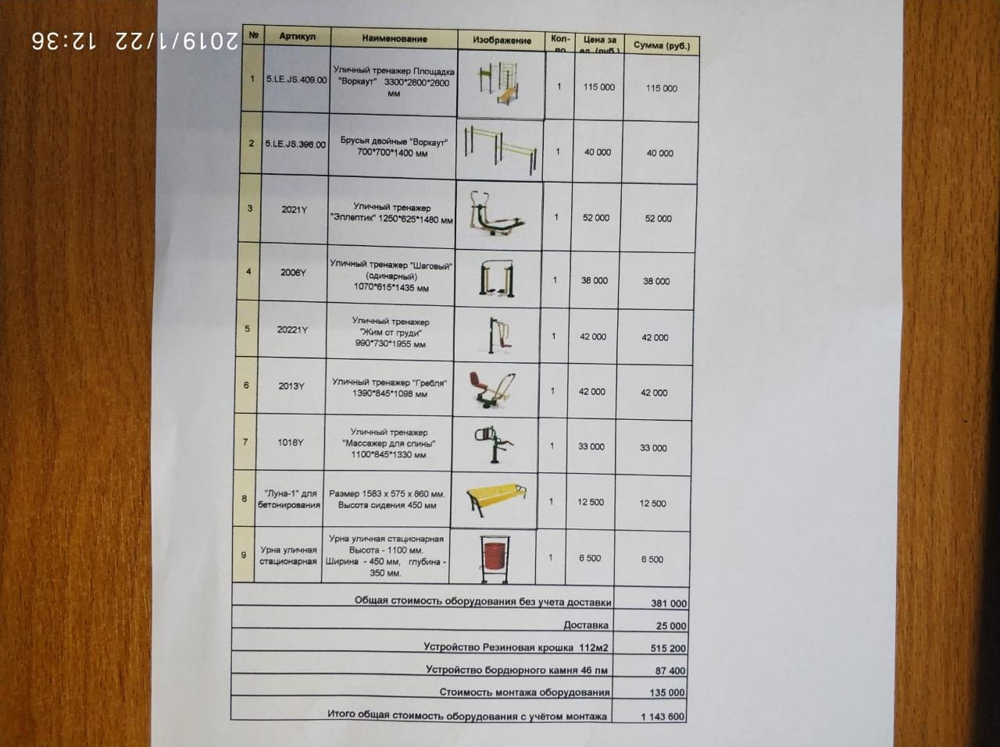 2019/1/22 12:36
№ Артикул Наименование Изображение Кол-во Цена за ед. (руб.) Сумма (руб.)
1 5.LE.JS.409.00 Уличный тренажер Площадка
"Воркаут" 3300*2800*2600
мм
1 115 000 115 000
2 5.LE.JS.396.00 Брусья двойные "Воркаут"
700*700*1400 мм
1 40 000 40 000
3 2021Y Уличный тренажер
"Эллептик" 1250*625*1480 мм
1 52 000 52 000
4 2006Y Уличный тренажер "Шаговый"
(одинарный)
1070*615*1435 мм
1 38 000 38 000
5 20221Y Уличный тренажер
"Жим от груди"
990*730*1955 мм
1 42 000 42 000
6 2013Y Уличный тренажер "Гребля"
1390*845*1098 мм
1 42 000 42 000
7 1018Y Уличный тренажер
"Массажер для спины"
1100*845*1330 мм
1 33 000 33 000
8 "Луна-1" для
бетонирования
Размер 1583 x 575 x 860 мм.
Высота сидения 450 мм
1 12 500 12 500
9 Урна уличная
стационарная
Урна уличная стационарная
Высота - 1100 мм.
Ширина - 450 мм, глубина -
350 мм.
1 6 500 6 500
Общая стоимость оборудования без учета доставки 381 000
Доставка 25 000
Устройство Резиновая крошка 112м2 515 200
Устройство бордюрного камня 46 пм 87 400
Стоимость монтажа оборудования 135 000
Итого общая стоимость оборудования с учётом монтажа 1 143 600